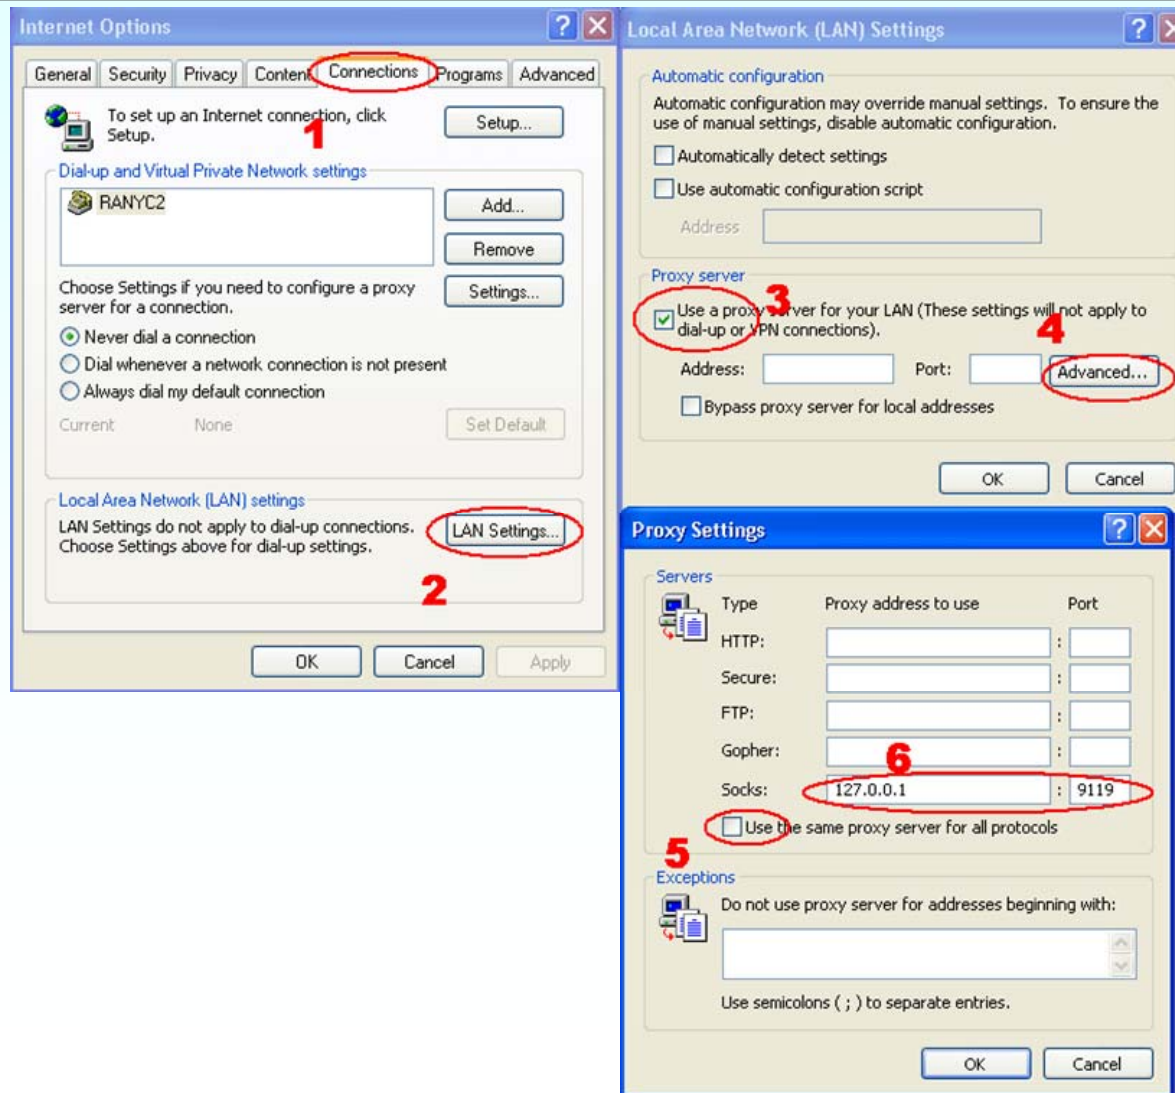 Internet Options
General Security Privacy Content Connections Programs Advanced
To set up an Internet connection, click
Setup.
Setup...
1
Dial-up and Virtual Private Network settings
RANYC2
Add...
Remove
Choose Settings if you need to configure a proxy
server for a connection.
Settings...
Never dial a connection
Dial whenever a network connection is not present
Always dial my default connection
Current None
Set Default
Local Area Network (LAN) settings
LAN Settings do not apply to dial-up connections.
Choose Settings above for dial-up settings.
LAN Settings...
2
OK Cancel Apply
Local Area Network (LAN) Settings
Automatic configuration
Automatic configuration may override manual settings. To ensure the
use of manual settings, disable automatic configuration.
Automatically detect settings
Use automatic configuration script
Address
Proxy server
3
Use a proxy server for your LAN (These settings will not apply to
dial-up or VPN connections).
4
Address: Port: Advanced...
Bypass proxy server for local addresses
OK Cancel
Proxy Settings
Servers
Type Proxy address to use Port
HTTP: :
Secure: :
FTP: :
Gopher: :
6
Socks: 127.0.0.1 : 9119
Use the same proxy server for all protocols
5
Exceptions
Do not use proxy server for addresses beginning with:
Use semicolons ( ; ) to separate entries.
OK Cancel